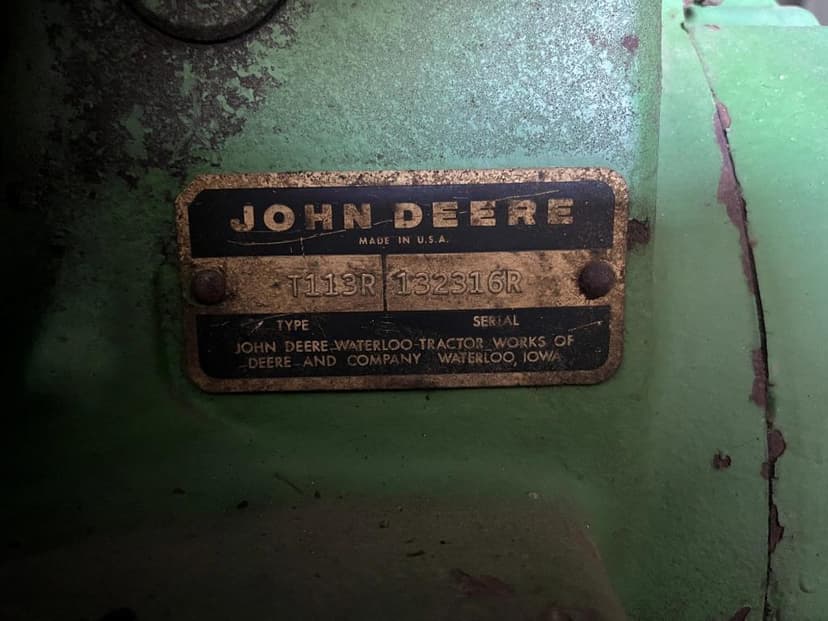 JOHN DEERE
MADE IN U.S.A.
T113R 132316R
TYPE SERIAL
JOHN DEERE WATERLOO TRACTOR WORKS OF
DEERE AND COMPANY WATERLOO, IOWA